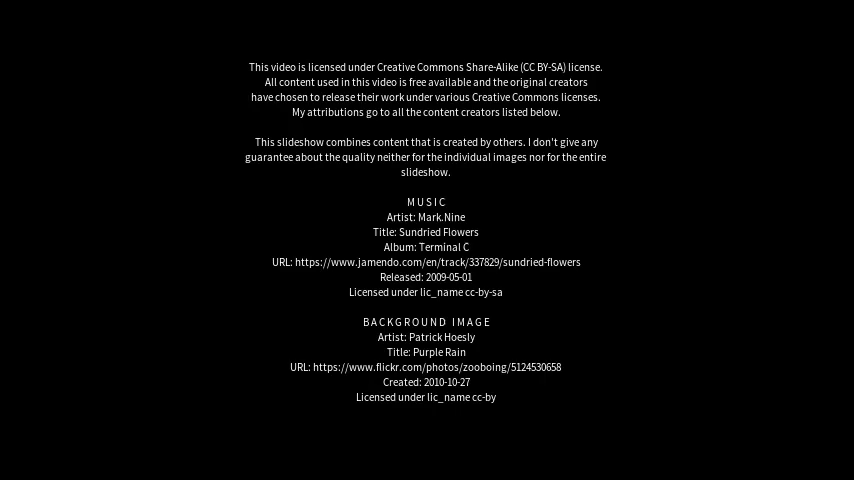 This video is licensed under Creative Commons Share-Alike (CC BY-SA) license.
All content used in this video is free available and the original creators
have chosen to release their work under various Creative Commons licenses.
My attributions go to all the content creators listed below.
This slideshow combines content that is created by others. I don't give any
guarantee about the quality neither for the individual images nor for the entire
slideshow.
MUSIC
Artist: Mark.Nine
Title: Sundried Flowers
Album: Terminal C
URL: https://www.jamendo.com/en/track/337829/sundried-flowers
Released: 2009-05-01
Licensed under lic_name cc-by-sa
BACKGROUND IMAGE
Artist: Patrick Hoesly
Title: Purple Rain
URL: https://www.flickr.com/photos/zooboing/5124530658
Created: 2010-10-27
Licensed under lic_name cc-by